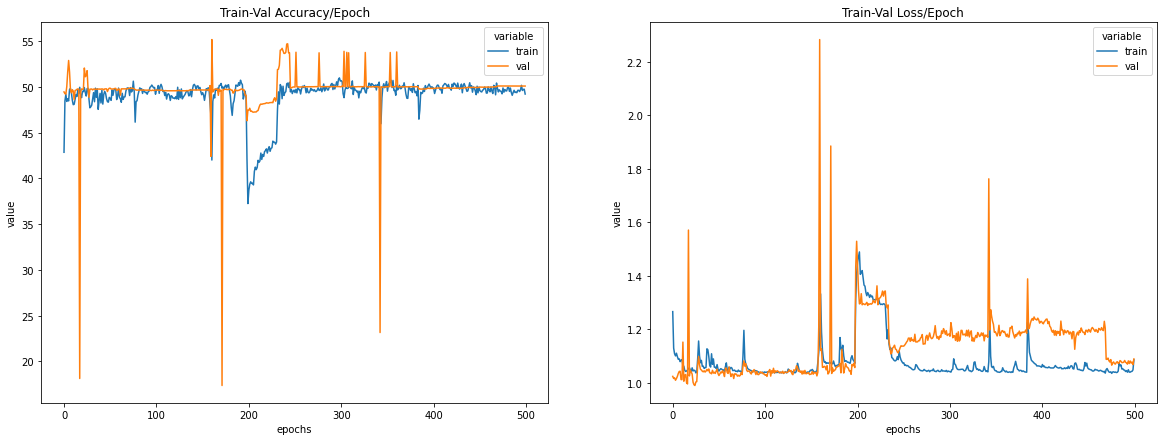 Train-Val Accuracy/Epoch
variable
train
val
55
50
45
40
35
30
25
20
value
0
100
200
300
400
500
epochs
Train-Val Loss/Epoch
variable
train
val
2.2
2.0
1.8
1.6
1.4
1.2
1.0
value
0
100
200
300
400
500
epochs